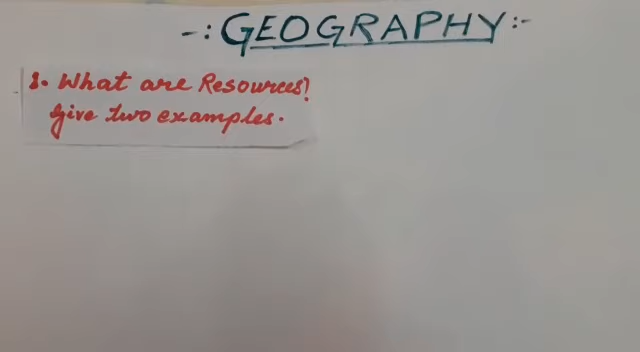 -: GEOGRAPHY :-
1. What are Resources?
Give two examples.